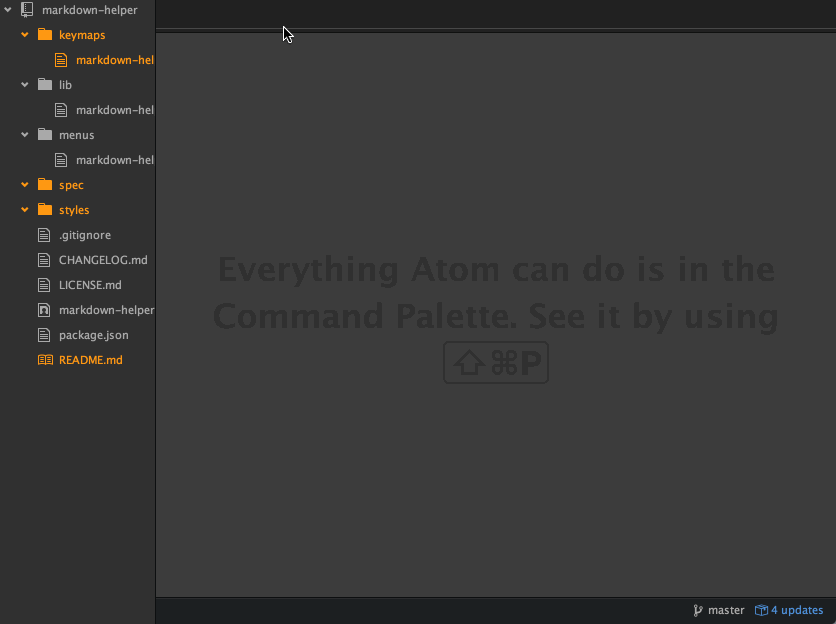 markdown-helper
keymaps
markdown-hel
lib
markdown-hel
menus
markdown-hel
spec
styles
.gitignore
CHANGELOG.md
LICENSE.md
markdown-helper
package.json
README.md
Everything Atom can do is in the
Command Palette. See it by using
⇧⌘P
master
4 updates